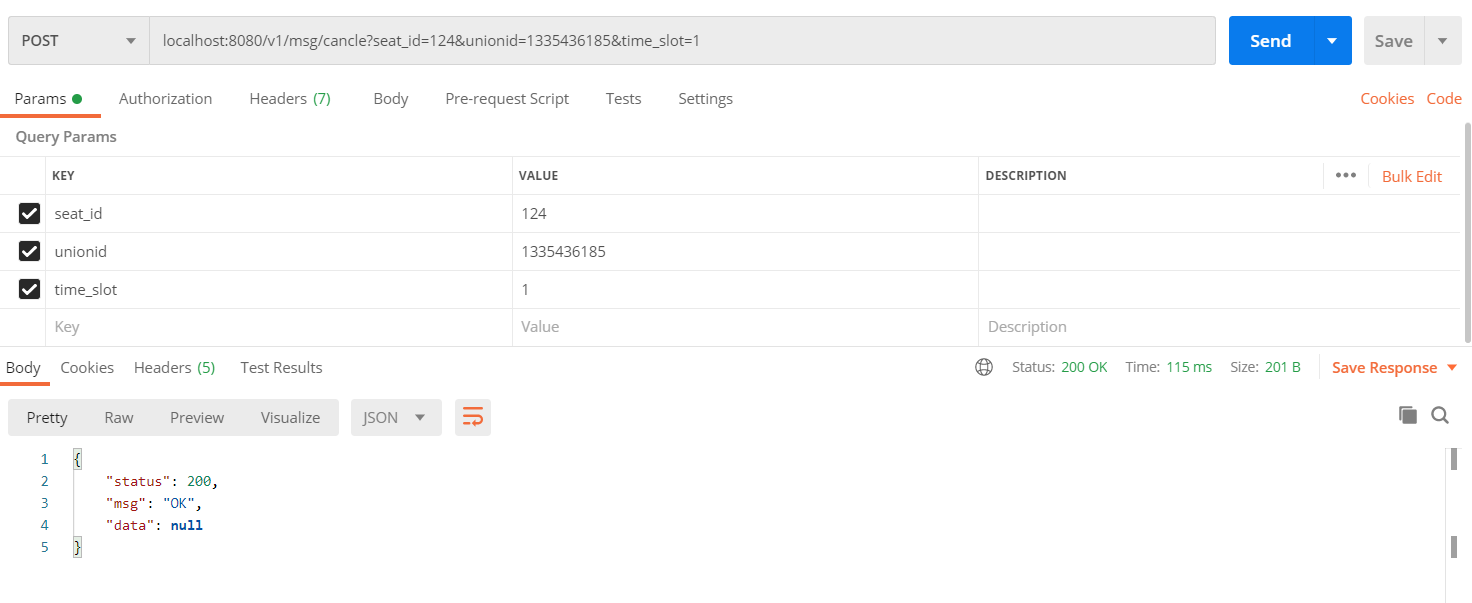 POST localhost:8080/v1/msg/cancle?seat_id=124&unionid=1335436185&time_slot=1 Send Save
Params Authorization Headers (7) Body Pre-request Script Tests Settings Cookies Code
Query Params
KEY VALUE DESCRIPTION ••• Bulk Edit
seat_id 124
unionid 1335436185
time_slot 1
Key Value Description
Body Cookies Headers (5) Test Results Status: 200 OK Time: 115 ms Size: 201 B Save Response
Pretty Raw Preview Visualize JSON
1 {
2 "status": 200,
3 "msg": "OK",
4 "data": null
5 }